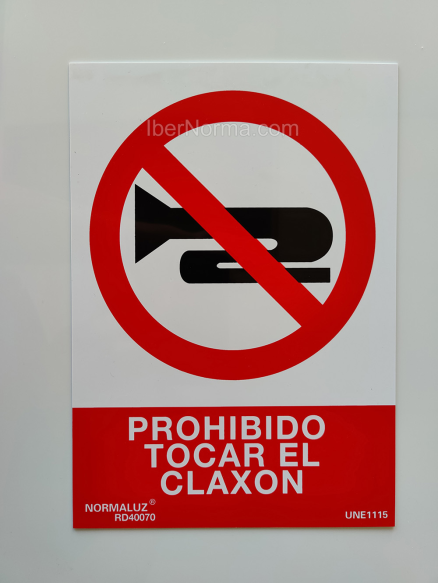 IberNorma.com
PROHIBIDO
TOCAR EL
CLAXON
NORMALUZ®
RD40070
UNE1115